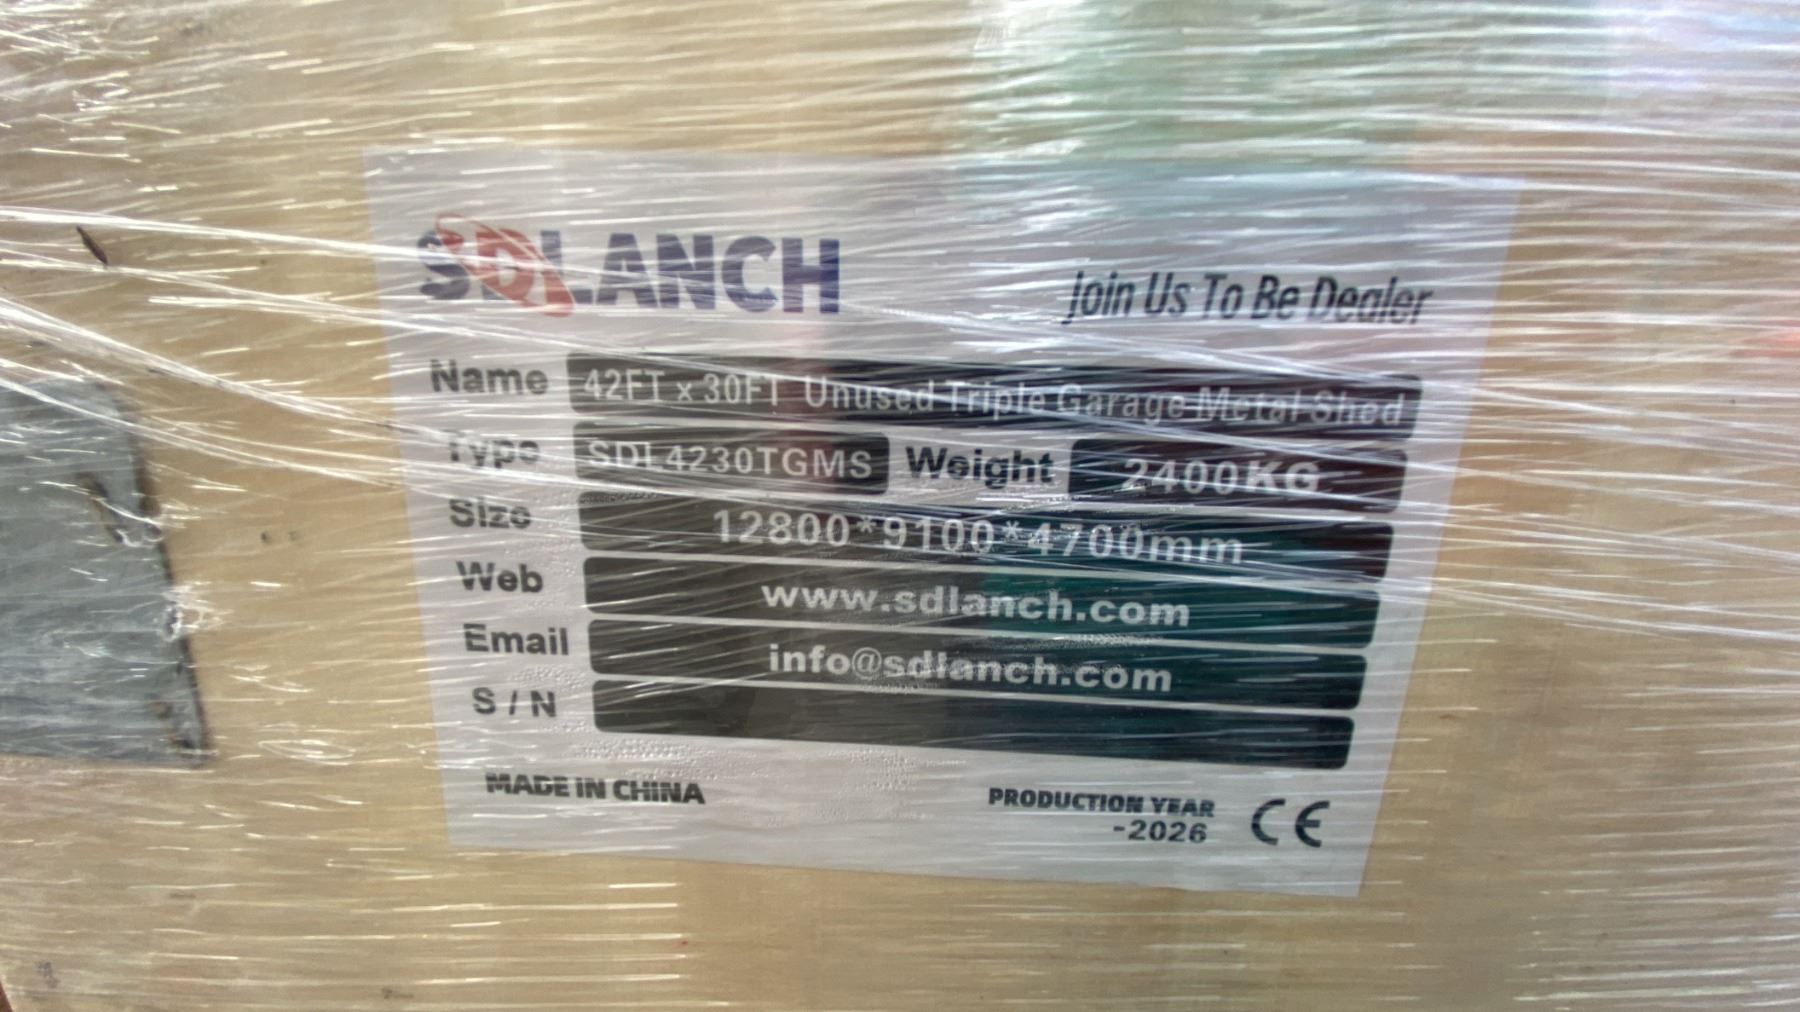 SDLANCH
Join Us To Be Dealer
Name 42FT x 30FT Unused Triple Garage Metal Shed
Type SDL4230TGMS Weight 2400KG
Size 12800*9100*4700mm
Web www.sdlanch.com
Email info@sdlanch.com
S / N
MADE IN CHINA
PRODUCTION YEAR
-2026
CE